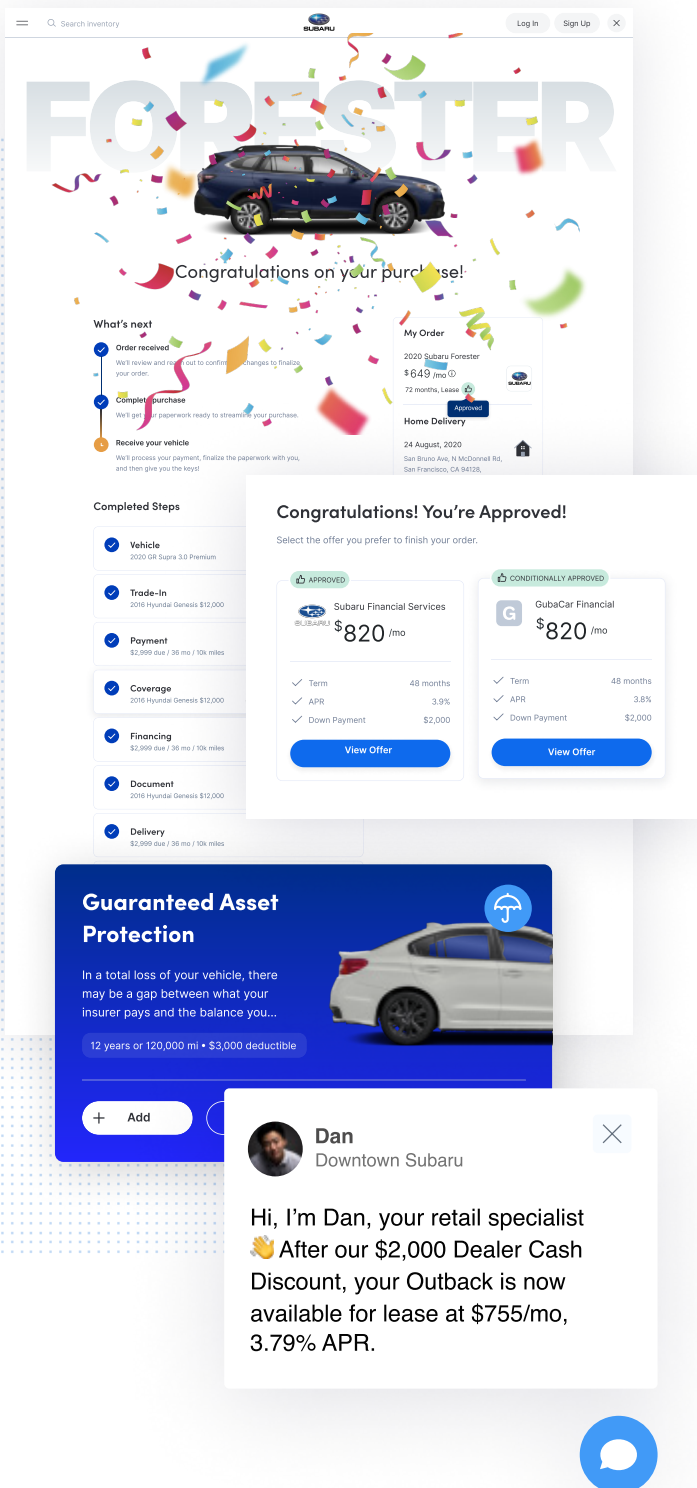 Search Inventory
SUBARU
Log In
Sign Up
FORESTER
Congratulations on your purchase!
What's next
Order received
We'll review and reach out to confirm changes to finalize
your order.
Complete purchase
We'll get your paperwork ready to streamline your purchase.
Receive your vehicle
We'll process your payment, finalize the paperwork with you,
and then give you the keys!
My Order
2020 Subaru Forester
$649 /mo
SUBARU
72 months, Lease
Approved
Home Delivery
24 August, 2020
San Bruno Ave, N McDonnell Rd,
San Francisco, CA 94128,
Completed Steps
Vehicle
2020 GR Supra 3.0 Premium
Trade-In
2016 Hyundai Genesis $12,000
Payment
$2,999 due / 36 mo / 10k miles
Coverage
2016 Hyundai Genesis $12,000
Financing
$2,999 due / 36 mo / 10k miles
Document
2016 Hyundai Genesis $12,000
Delivery
$2,999 due / 36 mo / 10k miles
Congratulations! You're Approved!
Select the offer you prefer to finish your order.
APPROVED
SUBARU
Subaru Financial Services
$820 /mo
Term 48 months
APR 3.9%
Down Payment $2,000
View Offer
CONDITIONALLY APPROVED
G
GubaCar Financial
$820 /mo
Term 48 months
APR 3.8%
Down Payment $2,000
View Offer
Guaranteed Asset
Protection
In a total loss of your vehicle, there
may be a gap between what your
insurer pays and the balance you...
12 years or 120,000 mi • $3,000 deductible
Add
Dan
Downtown Subaru
Hi, I'm Dan, your retail specialist
👋 After our $2,000 Dealer Cash
Discount, your Outback is now
available for lease at $755/mo,
3.79% APR.